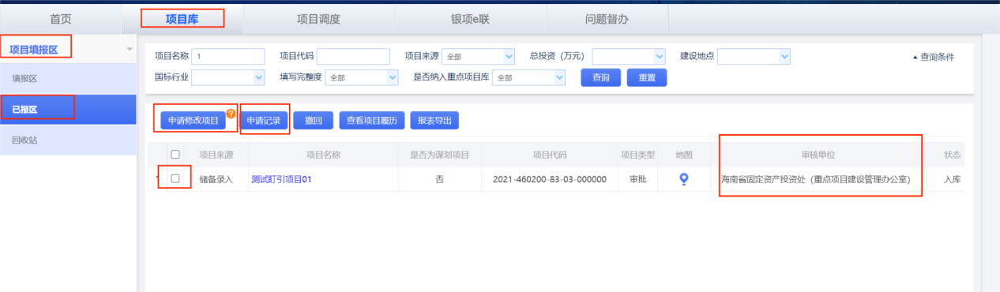 首页 项目库 项目调度 银项e联 问题督办
项目填报区
填报区
已报区
回收站
项目名称 1 项目代码 项目来源 全部 总投资（万元） 建设地点 查询条件
国标行业 填写完整度 全部 是否纳入重点项目库 全部 查询 重置
申请修改项目 ? 申请记录 撤回 查看项目履历 报表导出
项目来源 项目名称 是否为谋划项目 项目代码 项目类型 地图 审核单位 状态
储备录入 测试盯引项目01 否 2021-460200-83-03-000000 审批 海南省固定资产投资处（重点项目建设管理办公室） 入库